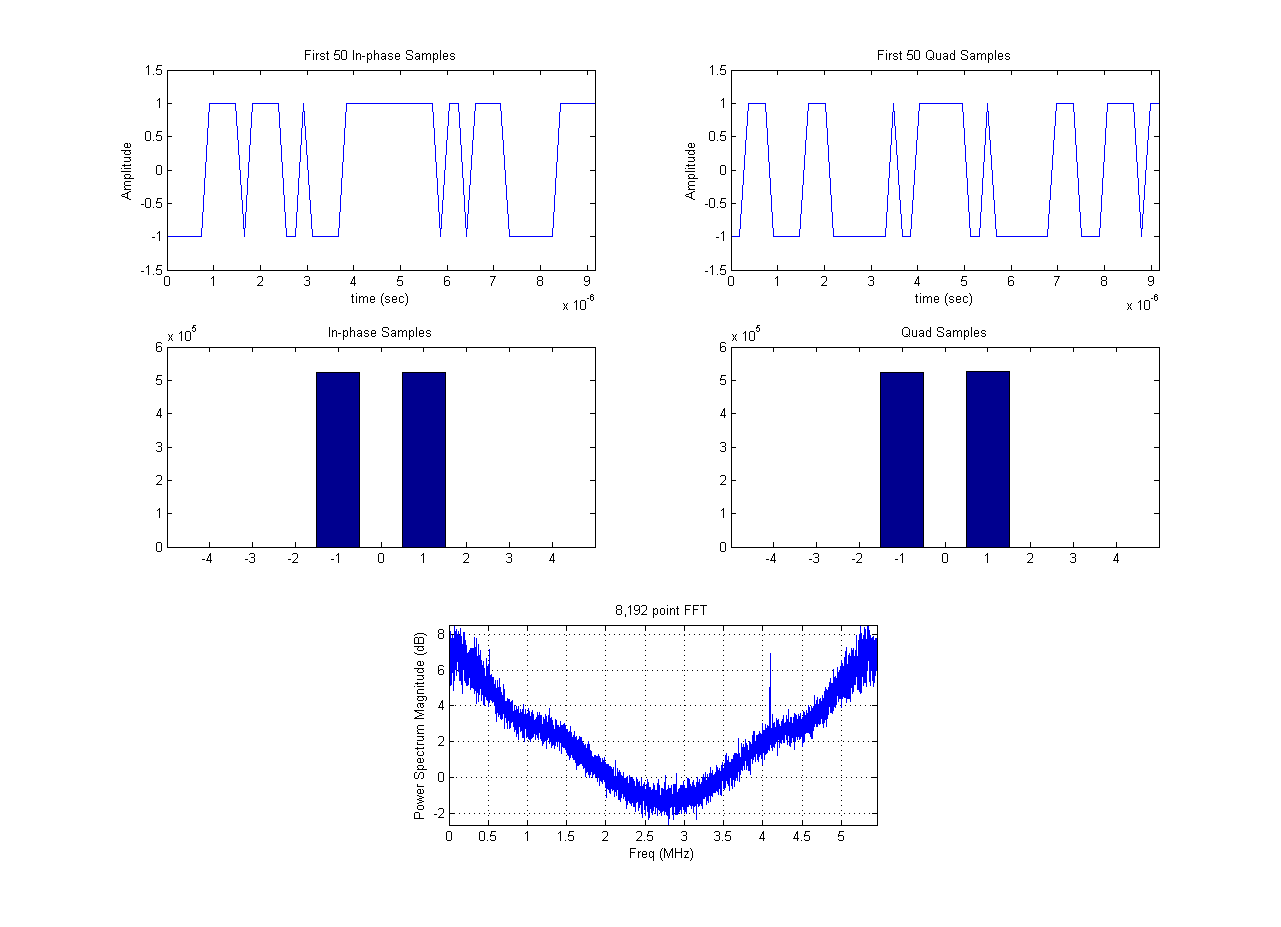 First 50 In-phase Samples
1.5
1
0.5
0
-0.5
-1
-1.5
Amplitude
0 1 2 3 4 5 6 7 8 9
time (sec)
x 10-6
First 50 Quad Samples
1.5
1
0.5
0
-0.5
-1
-1.5
Amplitude
0 1 2 3 4 5 6 7 8 9
time (sec)
x 10-6
In-phase Samples
x 105
6
5
4
3
2
1
0
-4 -3 -2 -1 0 1 2 3 4
Quad Samples
x 105
6
5
4
3
2
1
0
-4 -3 -2 -1 0 1 2 3 4
8,192 point FFT
8
6
4
2
0
-2
Power Spectrum Magnitude (dB)
0 0.5 1 1.5 2 2.5 3 3.5 4 4.5 5
Freq (MHz)